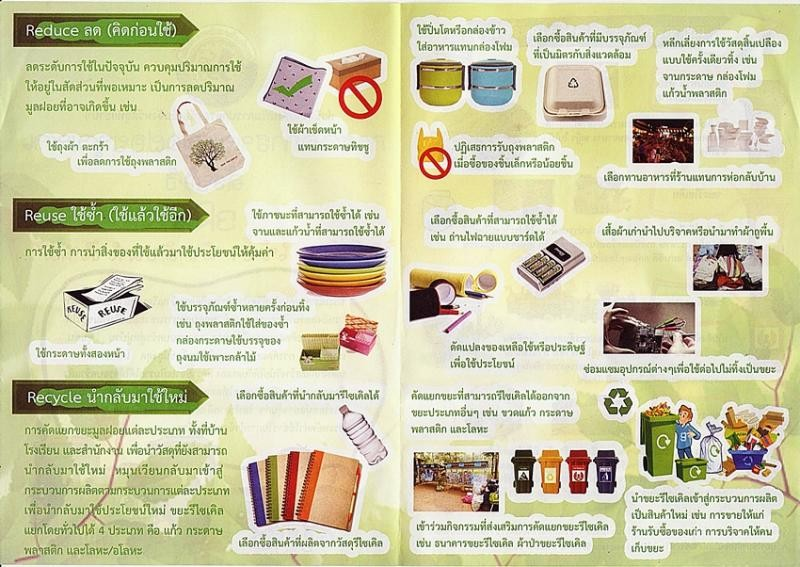 Reduce ลด (คิดก่อนใช้)
ลดระดับการใช้ในปัจจุบัน ควบคุมปริมาณการใช้
ให้อยู่ในสัดส่วนที่พอเหมาะ เป็นการลดปริมาณ
มูลฝอยที่อาจเกิดขึ้น เช่น
ใช้ถุงผ้า ตะกร้า
เพื่อลดการใช้ถุงพลาสติก
ใช้ผ้าเช็ดหน้า
แทนกระดาษทิชชู
ใช้ปิ่นโตหรือกล่องข้าว
ใส่อาหารแทนกล่องโฟม
เลือกซื้อสินค้าที่มีบรรจุภัณฑ์
ที่เป็นมิตรกับสิ่งแวดล้อม
หลีกเลี่ยงการใช้วัสดุสิ้นเปลือง
แบบใช้ครั้งเดียวทิ้ง เช่น
จานกระดาษ กล่องโฟม
แก้วน้ำพลาสติก
ปฏิเสธการรับถุงพลาสติก
เมื่อซื้อของชิ้นเล็กหรือน้อยชิ้น
เลือกทานอาหารที่ร้านแทนการห่อกลับบ้าน
Reuse ใช้ซ้ำ (ใช้แล้วใช้อีก)
การใช้ซ้ำ การนำสิ่งของที่ใช้แล้วมาใช้ประโยชน์ให้คุ้มค่า
ใช้ภาชนะที่สามารถใช้ซ้ำได้ เช่น
จานและแก้วน้ำที่สามารถใช้ซ้ำได้
REUSE
REUSE
ใช้กระดาษทั้งสองหน้า
ใช้บรรจุภัณฑ์ซ้ำหลายครั้งก่อนทิ้ง
เช่น ถุงพลาสติกใช้ใส่ของซ้ำ
กล่องกระดาษใช้บรรจุของ
ถุงนมใช้เพาะกล้าไม้
เลือกซื้อสินค้าที่สามารถใช้ซ้ำได้
เช่น ถ่านไฟฉายแบบชาร์ตได้
เสื้อผ้าเก่านำไปบริจาคหรือนำมาทำผ้าถูพื้น
ดัดแปลงของเหลือใช้หรือประดิษฐ์
เพื่อใช้ประโยชน์
ซ่อมแซมอุปกรณ์ต่างๆเพื่อใช้ต่อไปไม่ทิ้งเป็นขยะ
Recycle นำกลับมาใช้ใหม่
การคัดแยกขยะมูลฝอยแต่ละประเภท ทั้งที่บ้าน
โรงเรียน และสำนักงาน เพื่อนำวัสดุที่ยังสามารถ
นำกลับมาใช้ใหม่ หมุนเวียนกลับมาเข้าสู่
กระบวนการผลิตตามกระบวนการแต่ละประเภท
เพื่อนำกลับมาใช้ประโยชน์ใหม่ ขยะรีไซเคิล
แยกโดยทั่วไปได้ 4 ประเภท คือ แก้ว กระดาษ
พลาสติก และโลหะ/อโลหะ
เลือกซื้อสินค้าที่นำกลับมารีไซเคิลได้
เลือกซื้อสินค้าที่ผลิตจากวัสดุรีไซเคิล
คัดแยกขยะที่สามารถรีไซเคิลได้ออกจาก
ขยะประเภทอื่นๆ เช่น ขวดแก้ว กระดาษ
พลาสติก และโลหะ
เข้าร่วมกิจกรรมที่ส่งเสริมการคัดแยกขยะรีไซเคิล
เช่น ธนาคารขยะรีไซเคิล ผ้าป่าขยะรีไซเคิล
นำขยะรีไซเคิลเข้าสู่กระบวนการผลิต
เป็นสินค้าใหม่ เช่น การขายให้แก่
ร้านรับซื้อของเก่า การบริจาคให้คน
เก็บขยะ